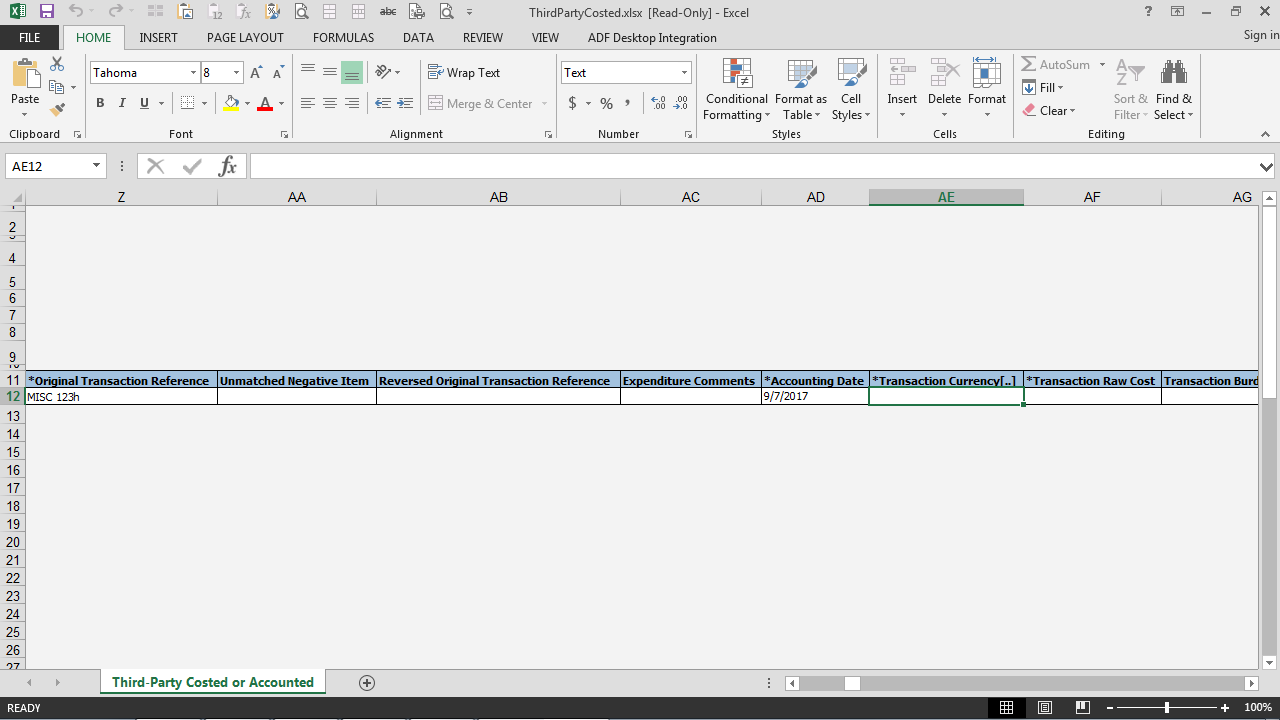 ThirdPartyCosted.xlsx [Read-Only] - Excel
Sign in
FILE HOME INSERT PAGE LAYOUT FORMULAS DATA REVIEW VIEW ADF Desktop Integration
Paste
Clipboard
Tahoma 8
B I U
Font
Wrap Text
Merge & Center
Alignment
Text
$ % ,
Number
Conditional Formatting
Format as Table
Cell Styles
Styles
Insert Delete Format
Cells
AutoSum
Fill
Clear
Sort & Filter
Find & Select
Editing
AE12
fx
Z AA AB AC AD AE AF AG
2
4
5
6
7
8
9
11 *Original Transaction Reference Unmatched Negative Item Reversed Original Transaction Reference Expenditure Comments *Accounting Date *Transaction Currency[..] *Transaction Raw Cost Transaction Burd
12 MISC 123h 9/7/2017
13
14
15
16
17
18
19
20
21
22
23
24
25
26
27
Third-Party Costed or Accounted
READY
100%